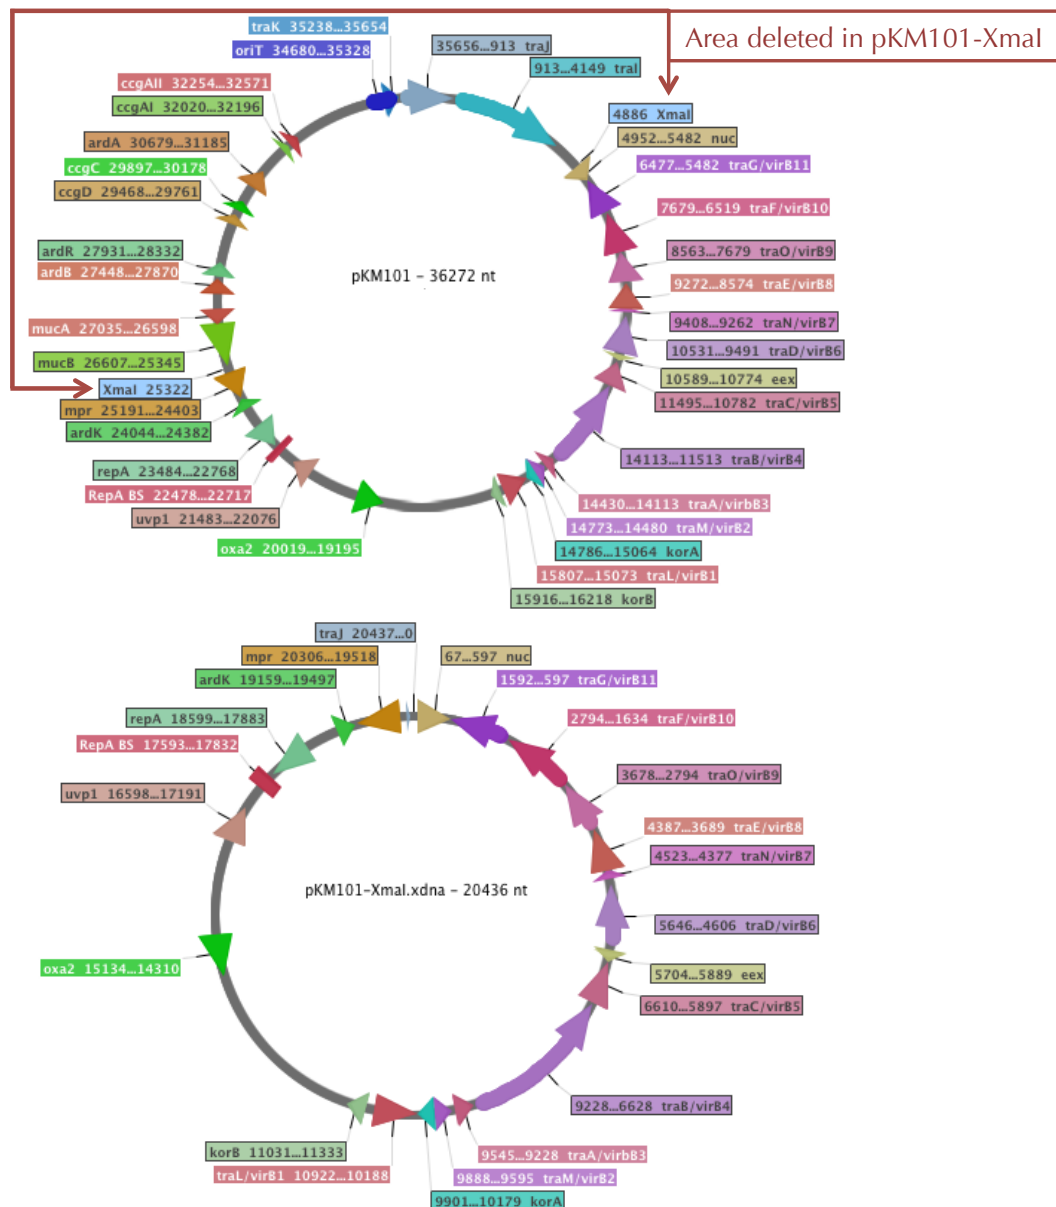 Area deleted in pKM101-XmaI
traK 35238...35654
oriT 34680...35328
35656...913 traJ
913...4149 traI
ccgAII 32254...32571
ccgAI 32020...32196
ardA 30679...31185
ccgC 29897...30178
ccgD 29468...29761
ardR 27931...28332
ardB 27448...27870
mucA 27035...26598
mucB 26607...25345
XmaI 25322
mpr 25191...24403
ardK 24044...24382
repA 23484...22768
RepA BS 22478...22717
uvp1 21483...22076
oxa2 20019...19195
4886 XmaI
4952...5482 nuc
6477...5482 traG/virB11
7679...6519 traF/virB10
8563...7679 traO/virB9
9272...8574 traE/virB8
9408...9262 traN/virB7
10531...9491 traD/virB6
10589...10774 eex
11495...10782 traC/virB5
14113...11513 traB/virB4
14430...14113 traA/virbB3
14773...14480 traM/virB2
14786...15064 korA
15807...15073 traL/virB1
15916...16218 korB
pKM101 - 36272 nt
traJ 20437...0
mpr 20306...19518
ardK 19159...19497
repA 18599...17883
RepA BS 17593...17832
uvp1 16598...17191
oxa2 15134...14310
67...597 nuc
1592...597 traG/virB11
2794...1634 traF/virB10
3678...2794 traO/virB9
4387...3689 traE/virB8
4523...4377 traN/virB7
5646...4606 traD/virB6
5704...5889 eex
6610...5897 traC/virB5
9228...6628 traB/virB4
pKM101-XmaI.xdna - 20436 nt
korB 11031...11333
traL/virB1 10922...10188
9545...9228 traA/virbB3
9888...9595 traM/virB2
9901...10179 korA